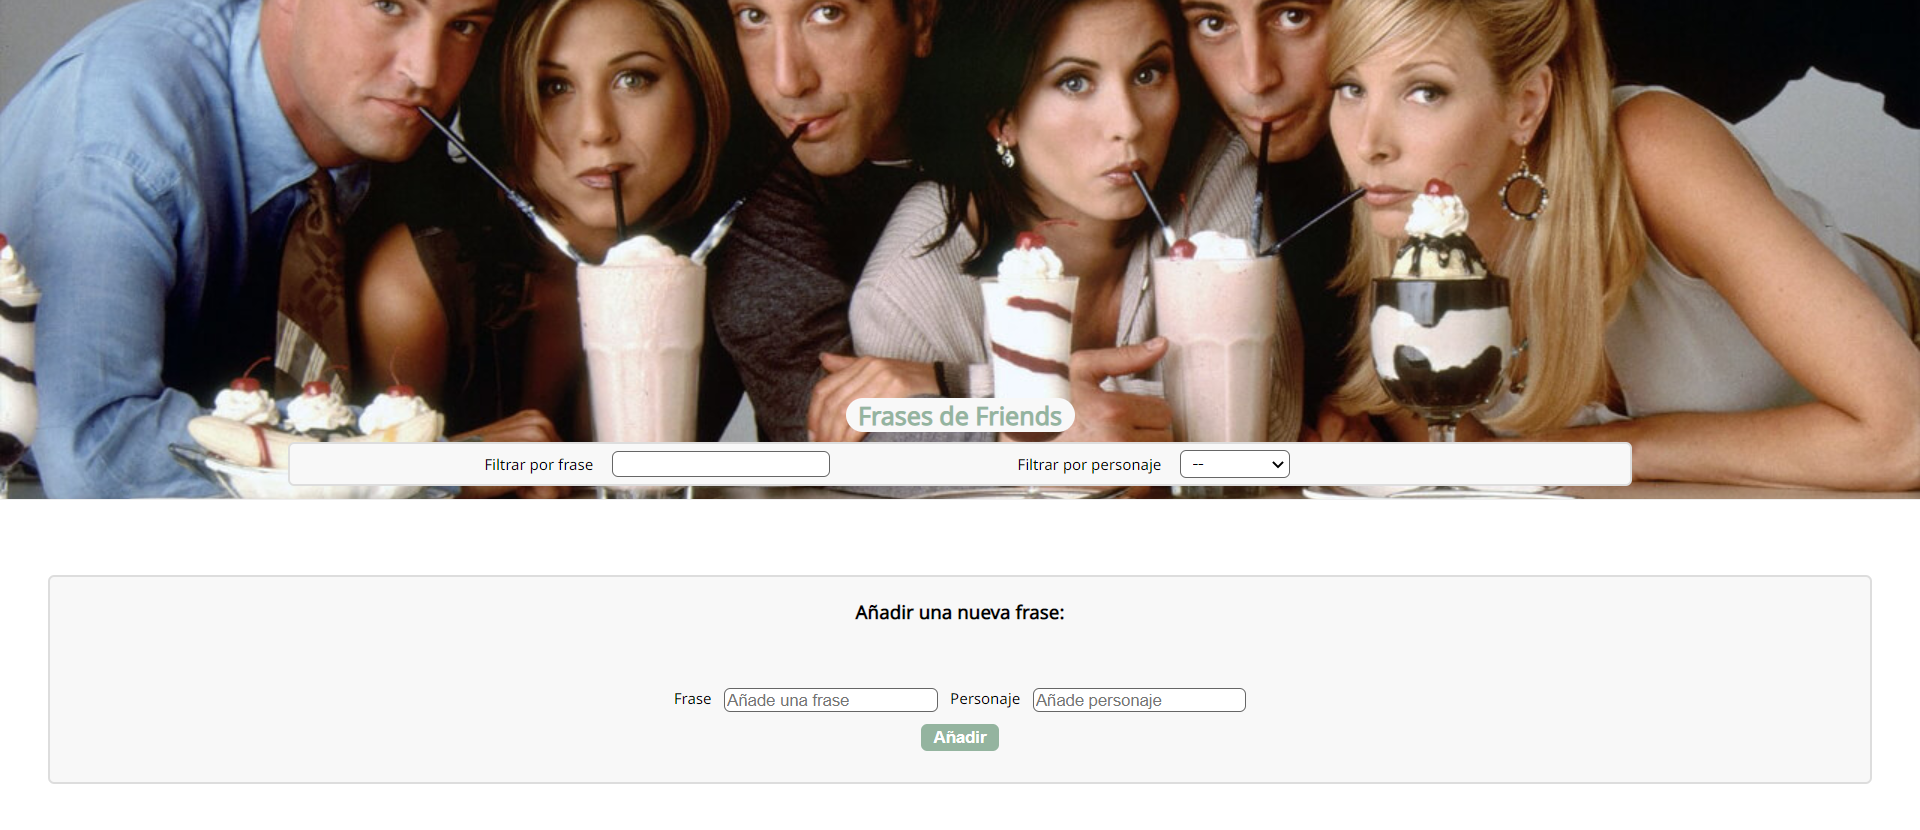 Frases de Friends
Filtrar por frase Filtrar por personaje --
Añadir una nueva frase:
Frase Añade una frase Personaje Añade personaje
Añadir